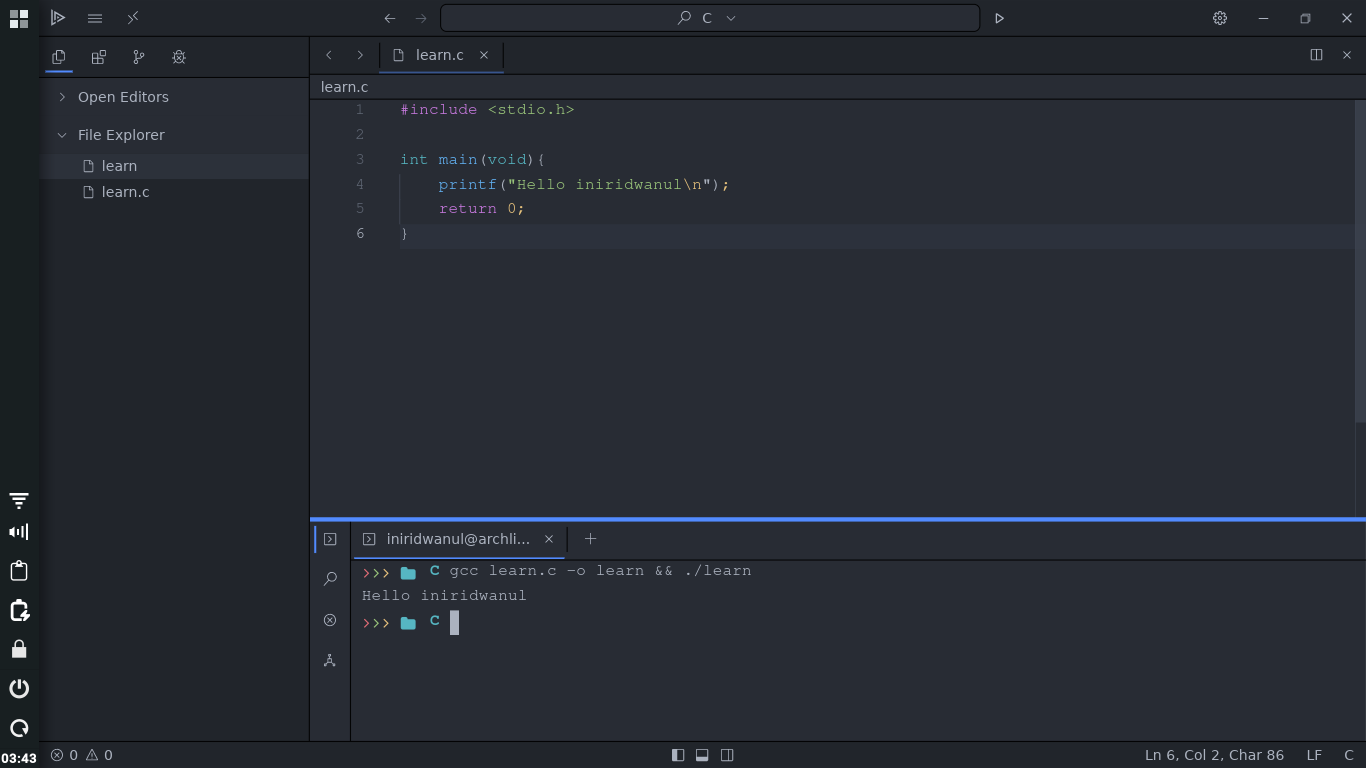 C
learn.c
learn.c
Open Editors
File Explorer
learn
learn.c
1 #include <stdio.h>
2
3 int main(void){
4 printf("Hello iniridwanul\n");
5 return 0;
6 }
iniridwanul@archli...
>>> C gcc learn.c -o learn && ./learn
Hello iniridwanul
>>> C
03:43
0 0
Ln 6, Col 2, Char 86 LF C